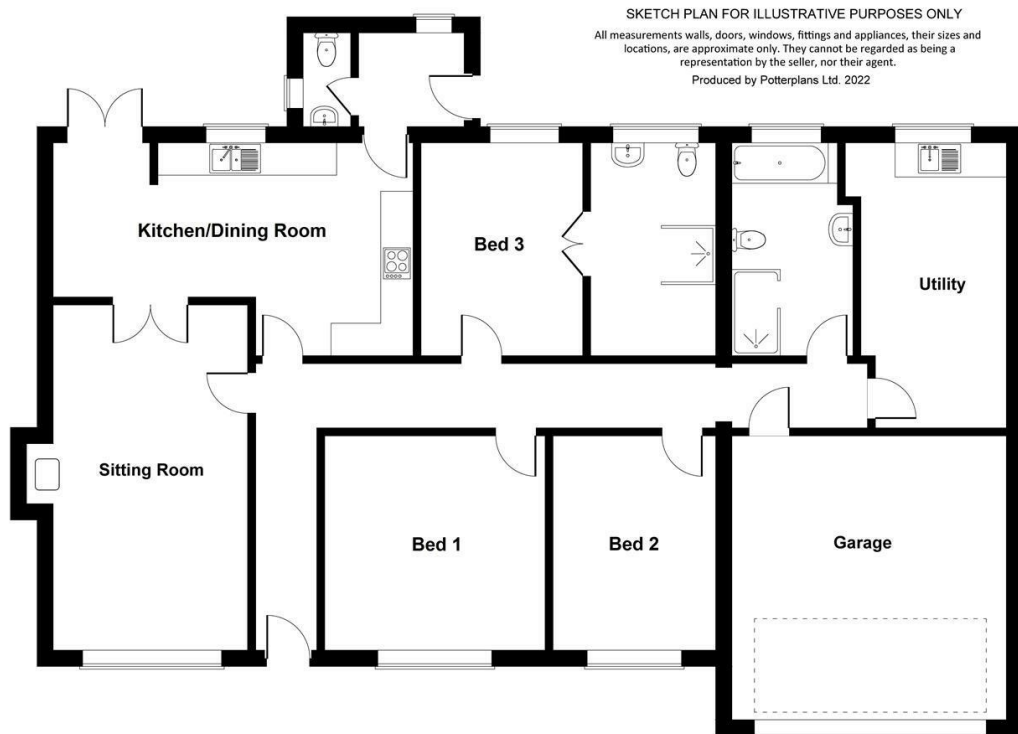 SKETCH PLAN FOR ILLUSTRATIVE PURPOSES ONLY
All measurements walls, doors, windows, fittings and appliances, their sizes and
locations, are approximate only. They cannot be regarded as being a
representation by the seller, nor their agent.
Produced by Potterplans Ltd. 2022
Kitchen/Dining Room
Bed 3
Utility
Sitting Room
Bed 1
Bed 2
Garage